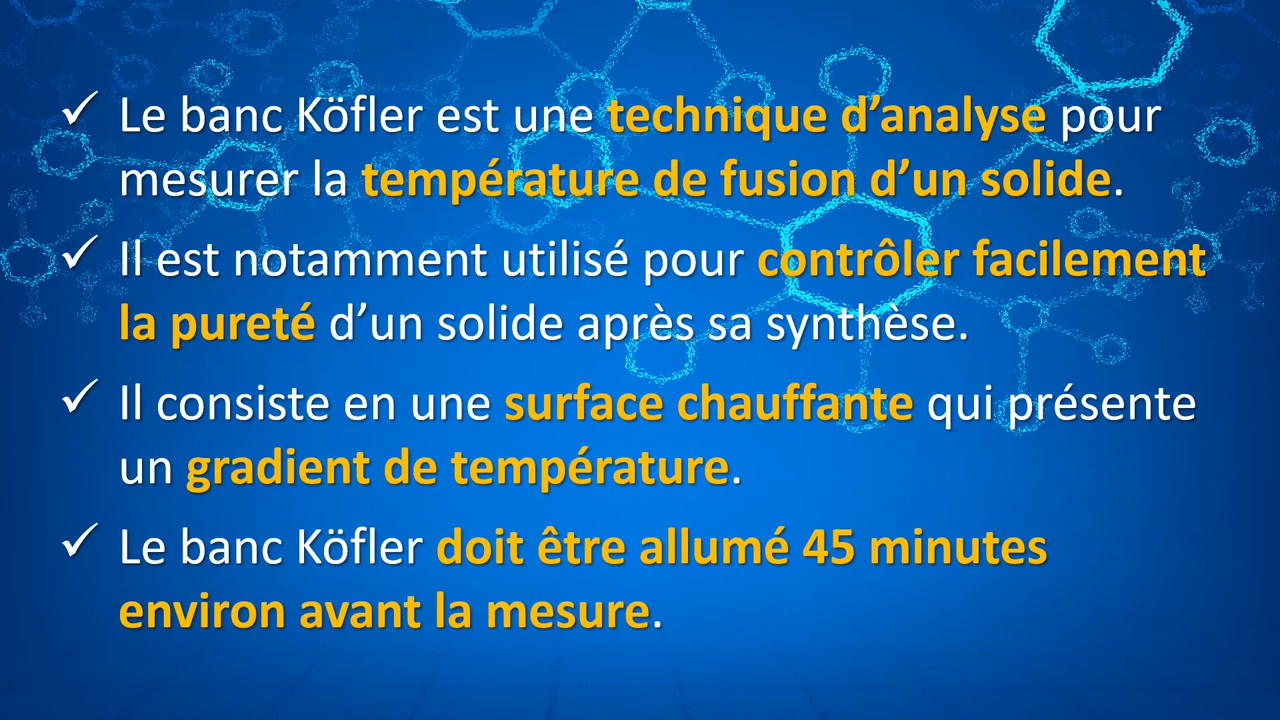 ✓ Le banc Köfler est une technique d’analyse pour
mesurer la température de fusion d’un solide.
✓ Il est notamment utilisé pour contrôler facilement
la pureté d’un solide après sa synthèse.
✓ Il consiste en une surface chauffante qui présente
un gradient de température.
✓ Le banc Köfler doit être allumé 45 minutes
environ avant la mesure.